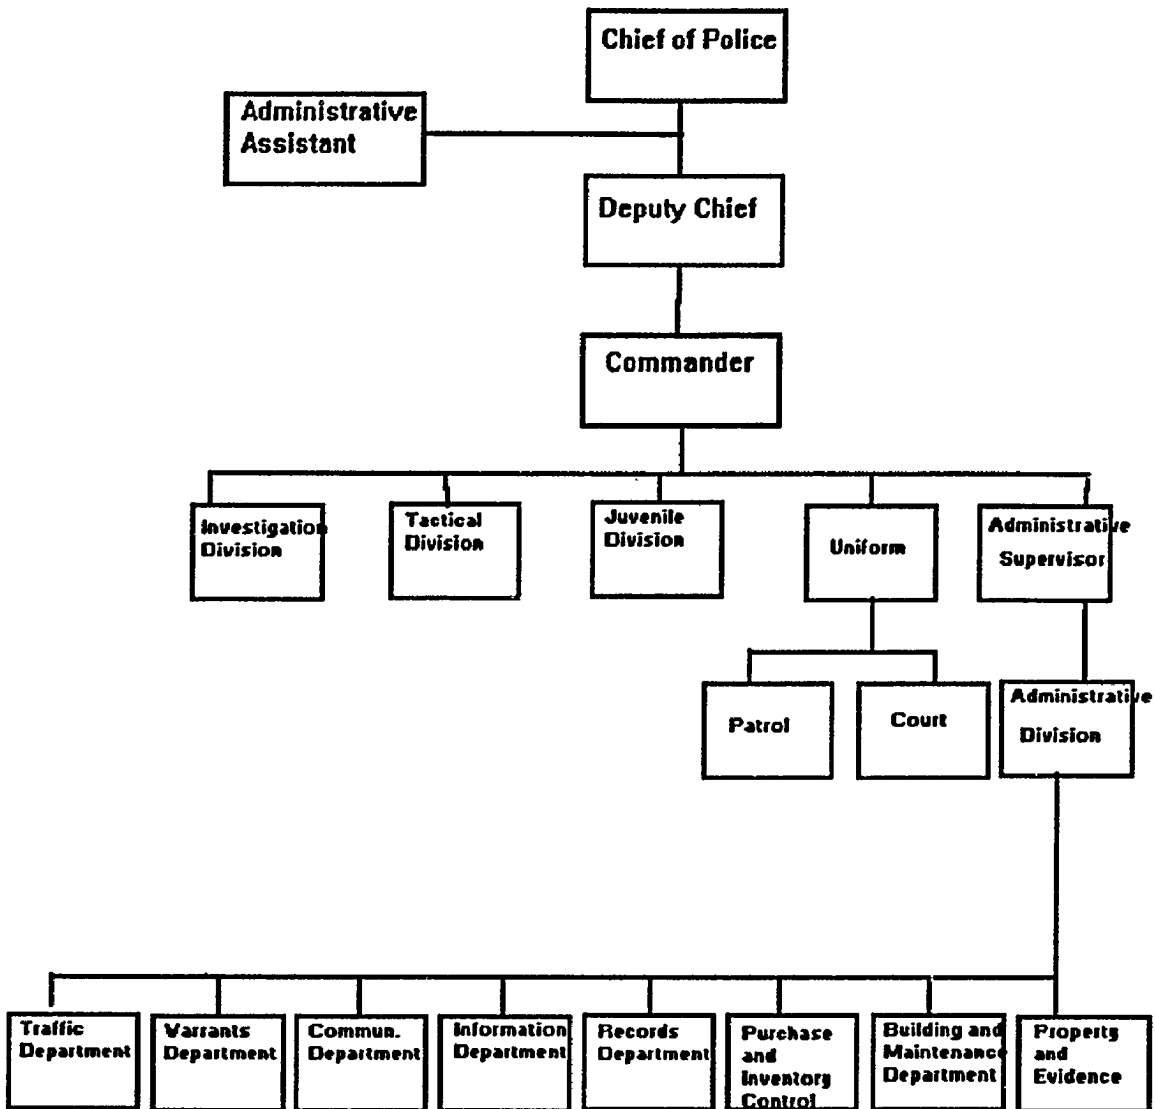 Chief of Police
Administrative
Assistant
Deputy Chief
Commander
Investigation
Division
Tactical
Division
Juvenile
Division
Uniform
Administrative
Supervisor
Patrol
Court
Administrative
Division
Traffic
Department
Warrants
Department
Commun.
Department
Information
Department
Records
Department
Purchase
and
Inventory
Control
Building and
Maintenance
Department
Property
and
Evidence